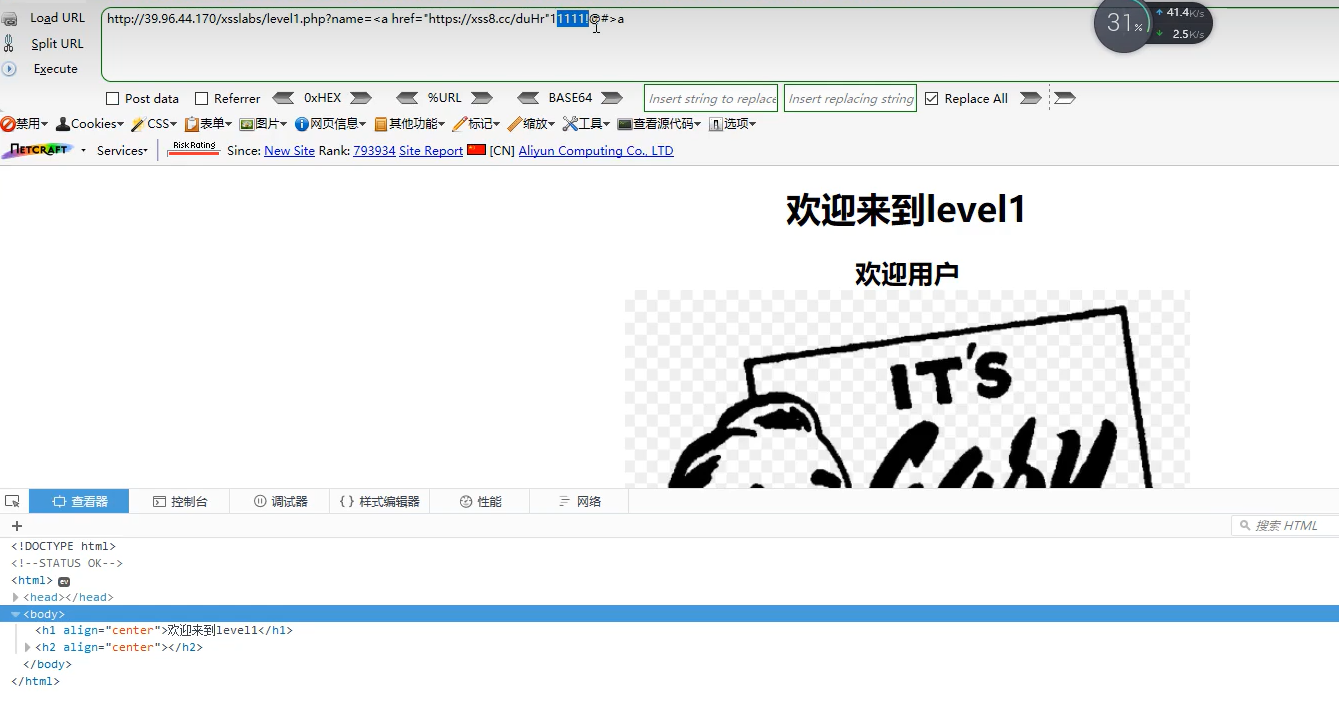 Load URL
http://39.96.44.170/xsslabs/level1.php?name=<a href="https://xss8.cc/duHr"11111!@#>a
31%
41.4K/s
2.5K/s
Split URL
Execute
Post data Referrer 0xHEX %URL BASE64 Insert string to replace Insert replacing string Replace All
禁用 Cookies CSS 表单 图片 网页信息 其他功能 标记 缩放 工具 查看源代码 选项
NETCRAFT Services Risk Rating Since: New Site Rank: 793934 Site Report [CN] Aliyun Computing Co., LTD
欢迎来到level1
欢迎用户
IT'S
Easy
查看器 控制台 调试器 {} 样式编辑器 性能 网络
+ 搜索 HTML
<!DOCTYPE html>
<!--STATUS OK-->
<html> ev
<head></head>
<body>
<h1 align="center">欢迎来到level1</h1>
<h2 align="center"></h2>
</body>
</html>